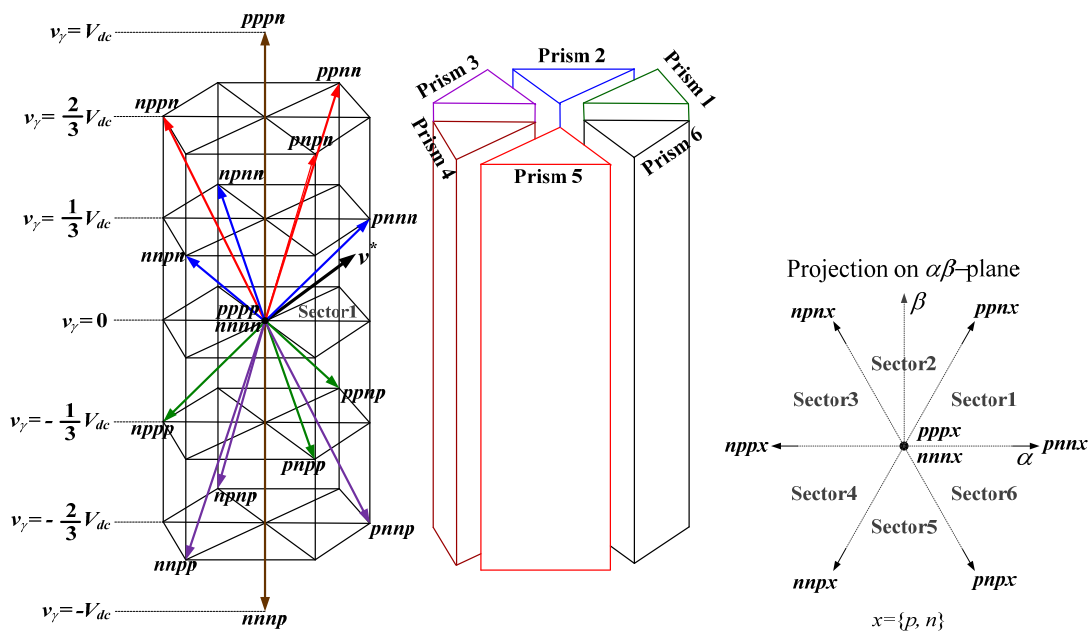 vγ = Vdc
pppn
ppnn
nppn
vγ = 2/3 Vdc
pnpn
npnn
vγ = 1/3 Vdc
pnnn
nnpn
v*
pppp
nnnn
Sector1
vγ = 0
ppnp
vγ = - 1/3 Vdc
nppp
pnpp
npnp
vγ = - 2/3 Vdc
pnnp
nnpp
vγ = -Vdc
nnnp
Prism 3
Prism 2
Prism 1
Prism 4
Prism 5
Prism 6
Projection on αβ–plane
npnx
β
ppnx
Sector2
Sector3
Sector1
nppx
pppx
nnnx
α
pnnx
Sector4
Sector6
Sector5
nnpx
pnpx
x={p, n}